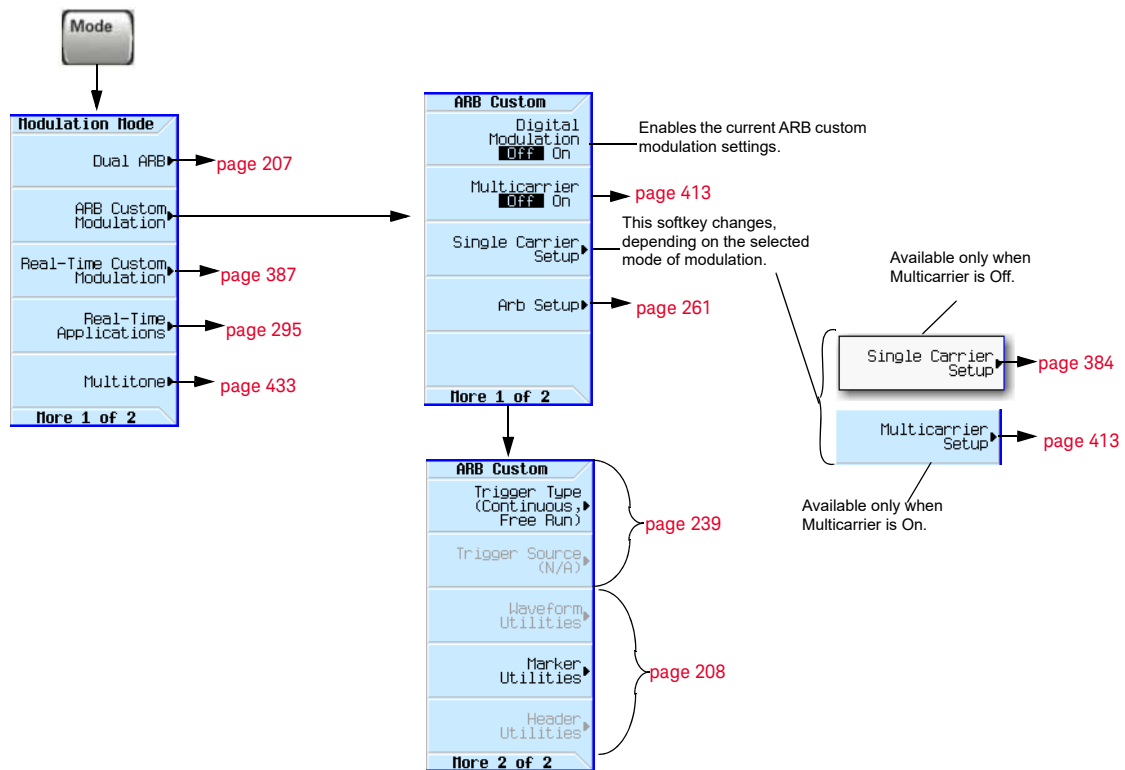 Mode
Modulation Mode
Dual ARB
page 207
ARB Custom
Modulation
Real-Time Custom
Modulation
page 387
Real-Time
Applications
page 295
Multitone
page 433
More 1 of 2
ARB Custom
Digital
Modulation
Off On
Enables the current ARB custom
modulation settings.
Multicarrier
Off On
page 413
Single Carrier
Setup
This softkey changes,
depending on the selected
mode of modulation.
Arb Setup
page 261
More 1 of 2
Available only when
Multicarrier is Off.
Single Carrier
Setup
page 384
Multicarrier
Setup
page 413
Available only when
Multicarrier is On.
ARB Custom
Trigger Type
(Continuous,
Free Run)
Trigger Source
(N/A)
page 239
Waveform
Utilities
Marker
Utilities
Header
Utilities
page 208
More 2 of 2